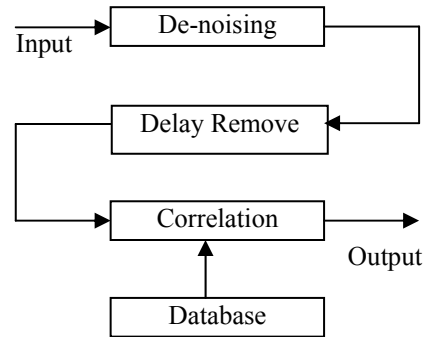 De-noising
Input
Delay Remove
Correlation
Output
Database